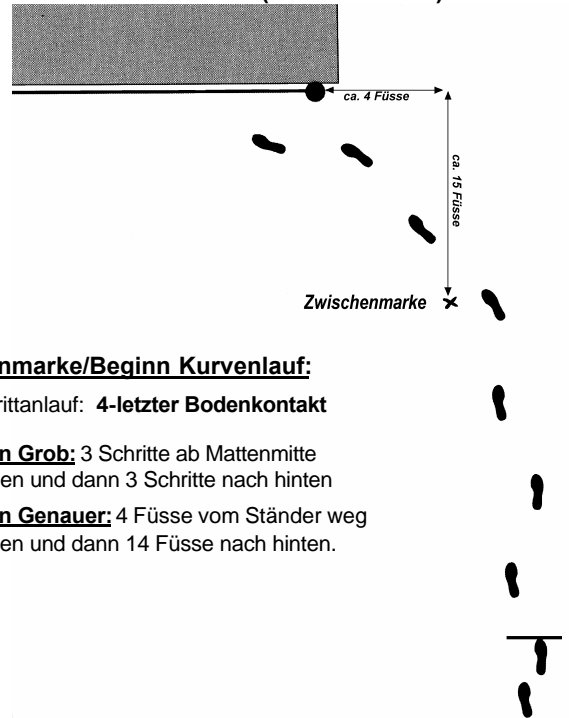 ca. 4 Füsse
ca. 15 Füsse
Zwischenmarke
nmarke/Beginn Kurvenlauf:
rittanlauf: 4-letzter Bodenkontakt
n Grob: 3 Schritte ab Mattenmitte
en und dann 3 Schritte nach hinten
n Genauer: 4 Füsse vom Ständer weg
en und dann 14 Füsse nach hinten.